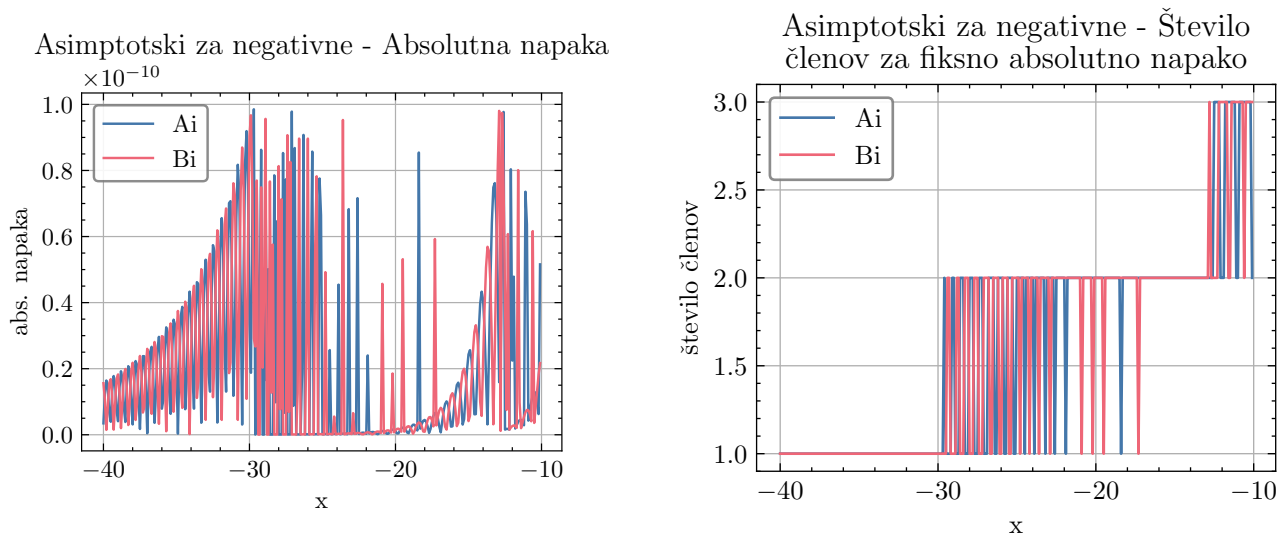 Asimptotski za negativne - Absolutna napaka
×10⁻¹⁰
1.0
0.8
0.6
0.4
0.2
0.0
abs. napaka
Ai
Bi
−40
−30
−20
−10
x
Asimptotski za negativne - Število
členov za fiksno absolutno napako
3.0
2.5
2.0
1.5
1.0
število členov
Ai
Bi
−40
−30
−20
−10
x